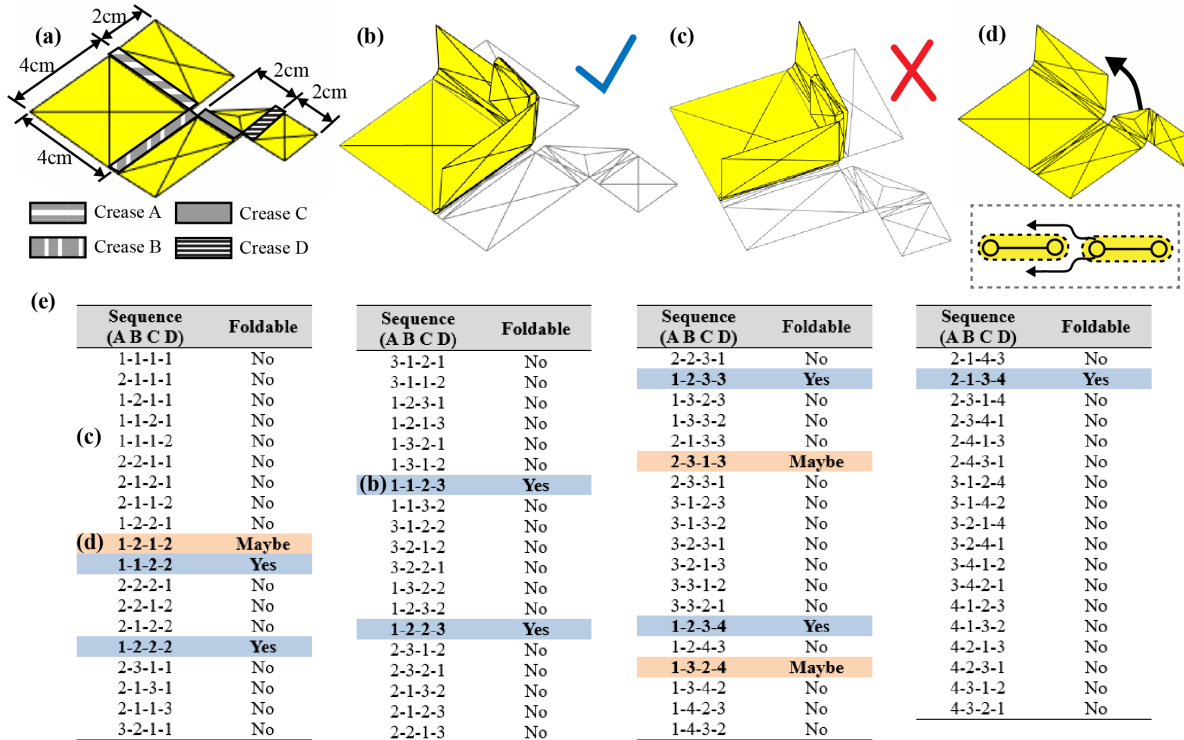 (a)
2cm
4cm
4cm
2cm
2cm
Crease A
Crease C
Crease B
Crease D
(b)
(c)
(d)
(e)
Sequence (A B C D) Foldable
1-1-1-1 No
2-1-1-1 No
1-2-1-1 No
1-1-2-1 No
(c) 1-1-1-2 No
2-2-1-1 No
2-1-2-1 No
2-1-1-2 No
1-2-2-1 No
(d) 1-2-1-2 Maybe
1-1-2-2 Yes
2-2-2-1 No
2-2-1-2 No
2-1-2-2 No
1-2-2-2 Yes
2-3-1-1 No
2-1-3-1 No
2-1-1-3 No
3-2-1-1 No
Sequence (A B C D) Foldable
3-1-2-1 No
3-1-1-2 No
1-2-3-1 No
1-2-1-3 No
1-3-2-1 No
1-3-1-2 No
(b) 1-1-2-3 Yes
1-1-3-2 No
3-1-2-2 No
3-2-1-2 No
3-2-2-1 No
1-3-2-2 No
1-2-3-2 No
1-2-2-3 Yes
2-3-1-2 No
2-3-2-1 No
2-1-3-2 No
2-1-2-3 No
2-2-1-3 No
Sequence (A B C D) Foldable
2-2-3-1 No
1-2-3-3 Yes
1-3-2-3 No
1-3-3-2 No
2-1-3-3 No
2-3-1-3 Maybe
2-3-3-1 No
3-1-2-3 No
3-1-3-2 No
3-2-3-1 No
3-2-1-3 No
3-3-1-2 No
3-3-2-1 No
1-2-3-4 Yes
1-2-4-3 No
1-3-2-4 Maybe
1-3-4-2 No
1-4-2-3 No
1-4-3-2 No
Sequence (A B C D) Foldable
2-1-4-3 No
2-1-3-4 Yes
2-3-1-4 No
2-3-4-1 No
2-4-1-3 No
2-4-3-1 No
3-1-2-4 No
3-1-4-2 No
3-2-1-4 No
3-2-4-1 No
3-4-1-2 No
3-4-2-1 No
4-1-2-3 No
4-1-3-2 No
4-2-1-3 No
4-2-3-1 No
4-3-1-2 No
4-3-2-1 No